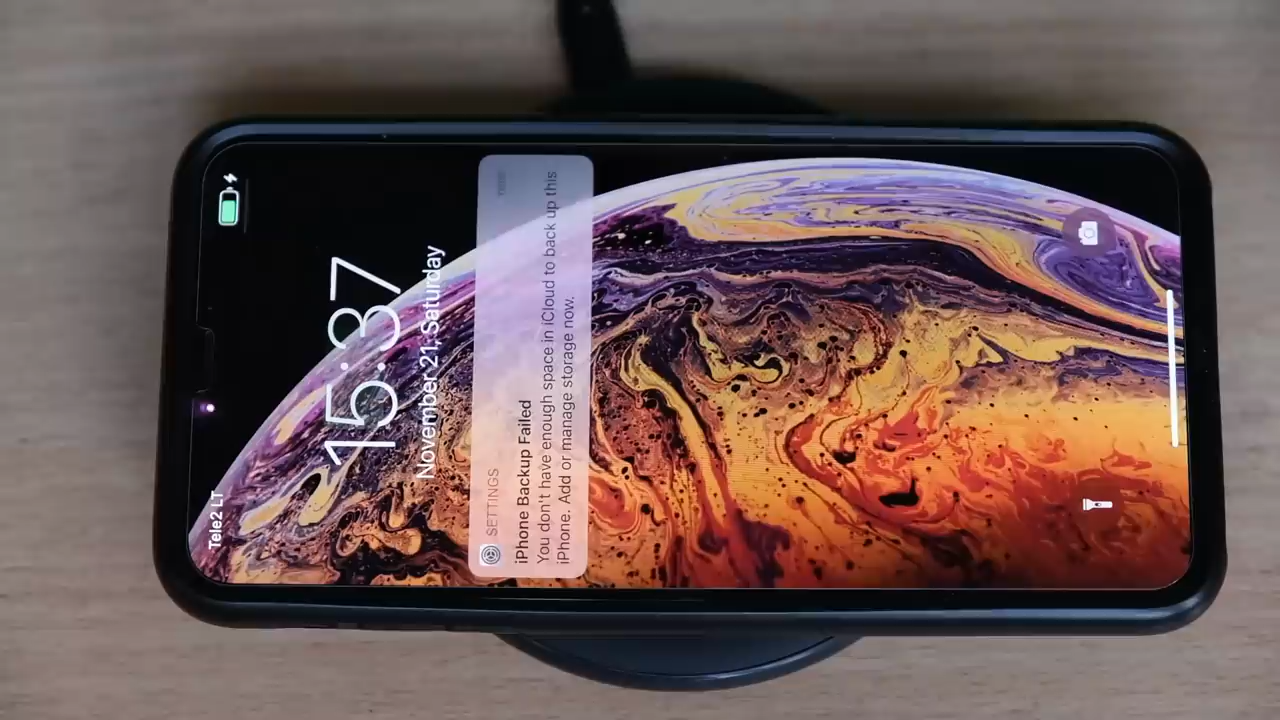 Tele2 LT
15:37
November 21, Saturday
SETTINGS
iPhone Backup Failed
You don't have enough space in iCloud to back up this
iPhone. Add or manage storage now.